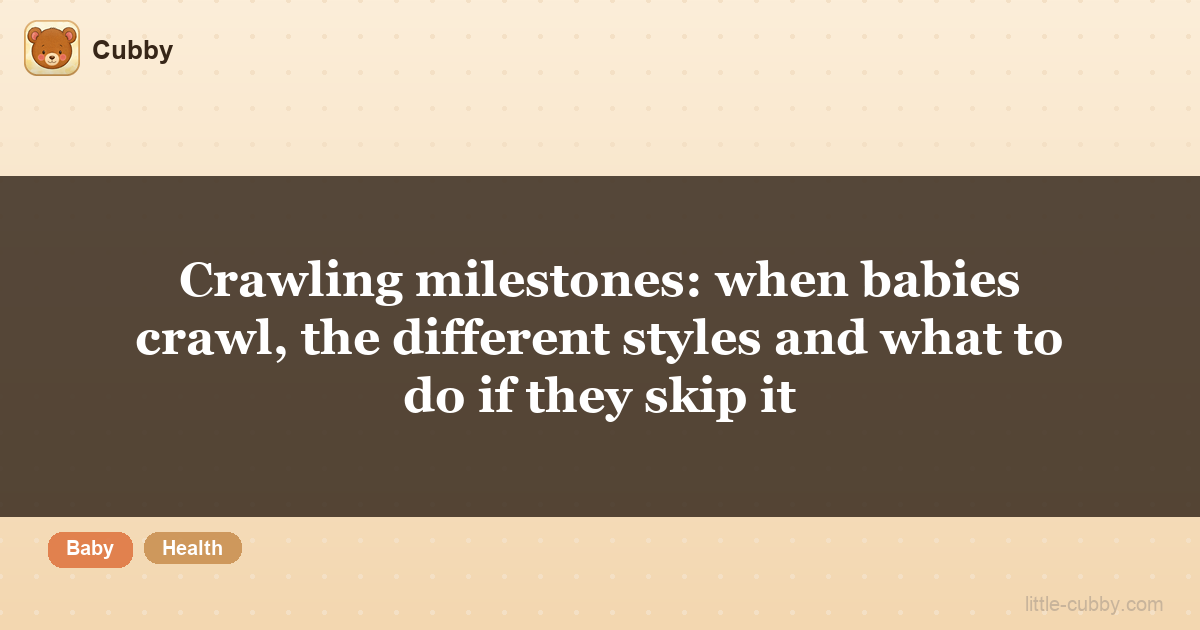 Cubby
Crawling milestones: when babies
crawl, the different styles and what to
do if they skip it
Baby
Health
little-cubby.com